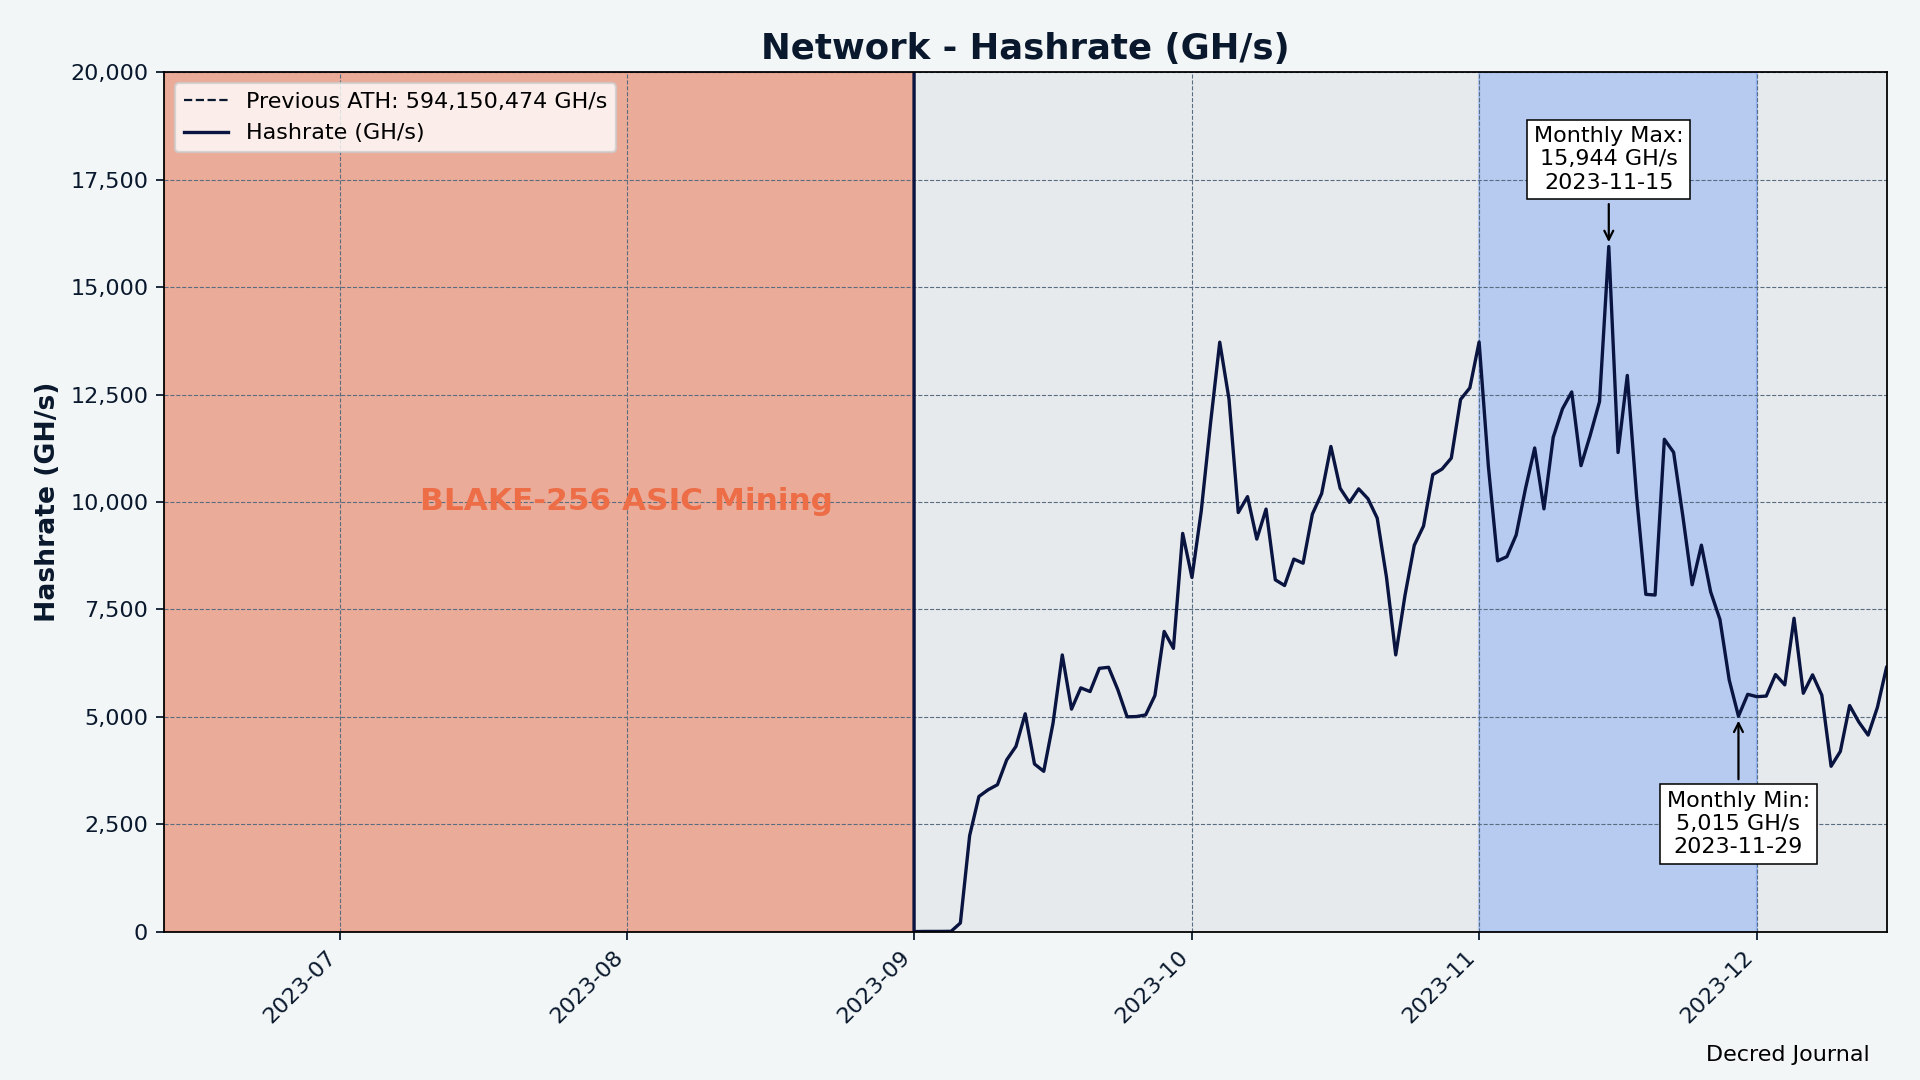 Network - Hashrate (GH/s)
Previous ATH: 594,150,474 GH/s
Hashrate (GH/s)
Hashrate (GH/s)
20,000
17,500
15,000
12,500
10,000
7,500
5,000
2,500
0
BLAKE-256 ASIC Mining
Monthly Max:
15,944 GH/s
2023-11-15
Monthly Min:
5,015 GH/s
2023-11-29
2023-07
2023-08
2023-09
2023-10
2023-11
2023-12
Decred Journal